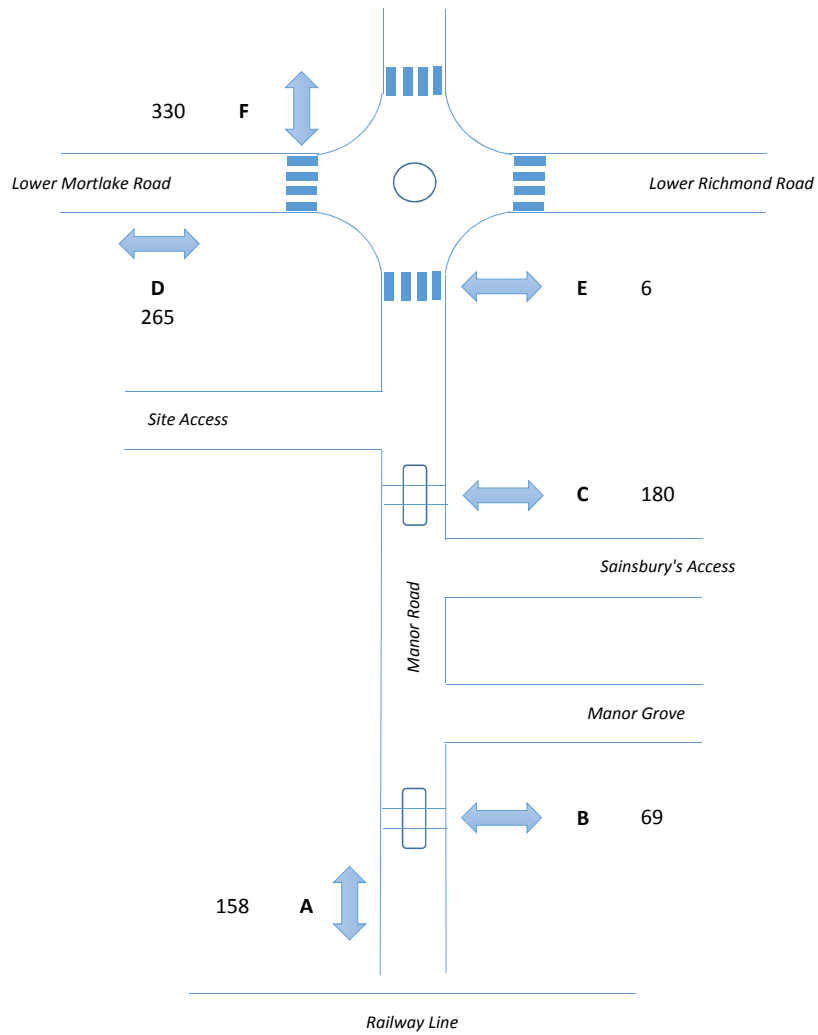 330 F
Lower Mortlake Road
Lower Richmond Road
D
265
E 6
Site Access
C 180
Sainsbury's Access
Manor Road
Manor Grove
B 69
158 A
Railway Line